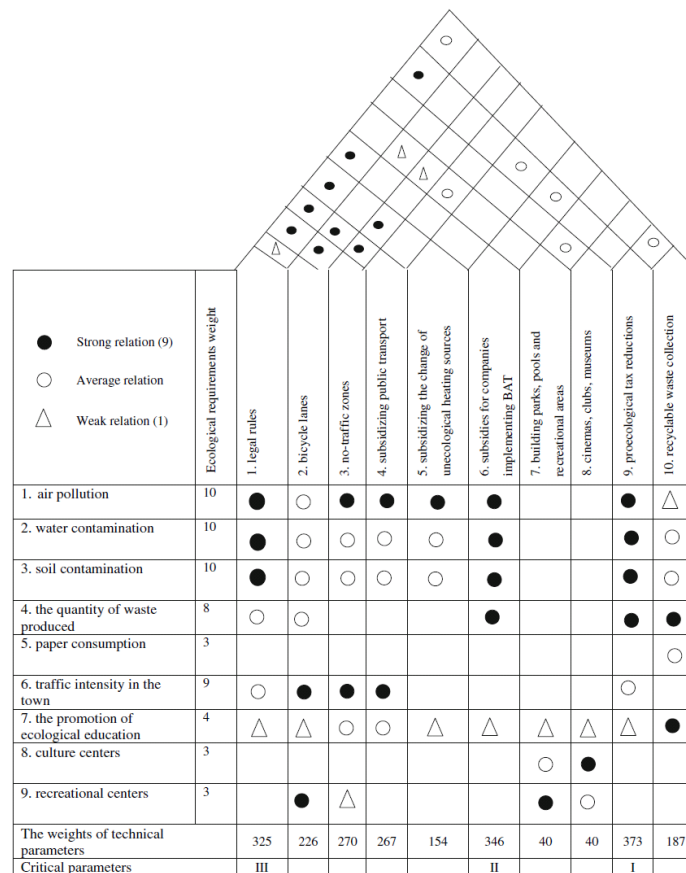 Strong relation (9)
Average relation
Weak relation (1)
Ecological requirements weight
1. legal rules
2. bicycle lanes
3. no-traffic zones
4. subsidizing public transport
5. subsidizing the change of
unecological heating sources
6. subsidies for companies
implementing BAT
7. building parks, pools and
recreational areas
8. cinemas, clubs, museums
9. proecological tax reductions
10. recyclable waste collection
1. air pollution 10
2. water contamination 10
3. soil contamination 10
4. the quantity of waste 8
produced
5. paper consumption 3
6. traffic intensity in the 9
town
7. the promotion of 4
ecological education
8. culture centers 3
9. recreational centers 3
The weights of technical
parameters 325 226 270 267 154 346 40 40 373 187
Critical parameters III II I